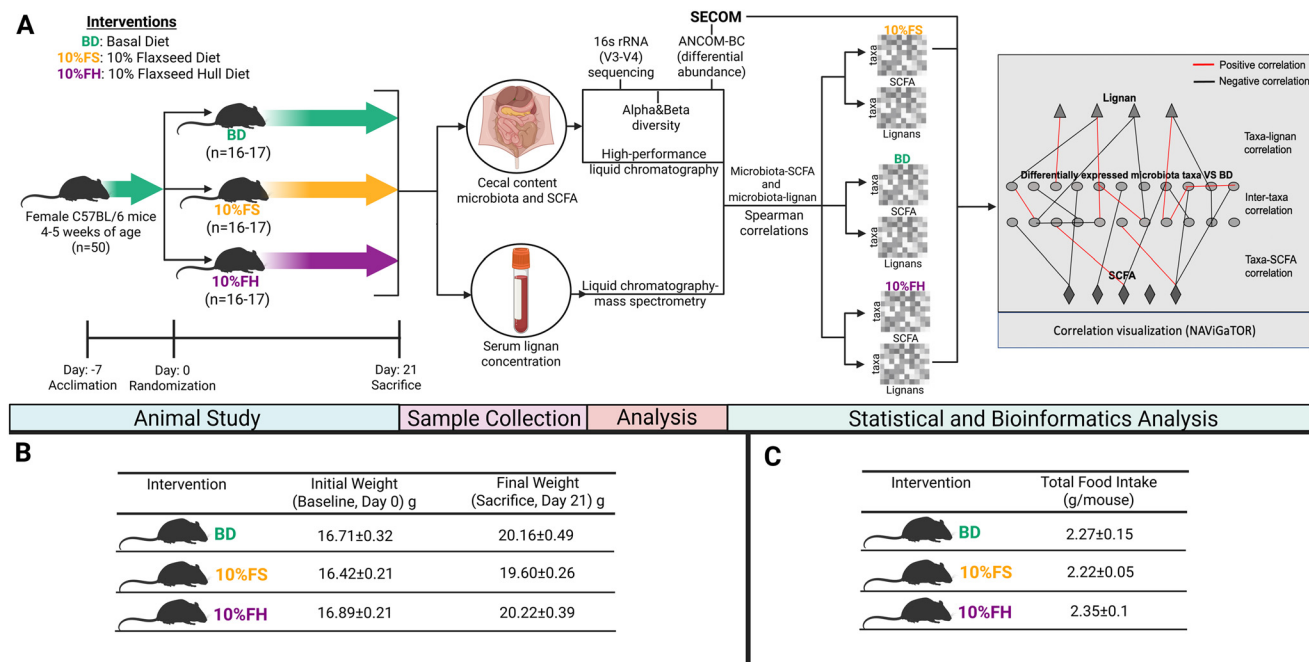 A
Interventions
BD: Basal Diet
10%FS: 10% Flaxseed Diet
10%FH: 10% Flaxseed Hull Diet
Female C57BL/6 mice
4-5 weeks of age
(n=50)
BD
(n=16-17)
10%FS
(n=16-17)
10%FH
(n=16-17)
Day: -7
Acclimation
Day: 0
Randomization
Day: 21
Sacrifice
Cecal content
microbiota and SCFA
Serum lignan
concentration
SECOM
16s rRNA
(V3-V4)
sequencing
ANCOM-BC
(differential
abundance)
Alpha&Beta
diversity
High-performance
liquid chromatography
Liquid chromatography-
mass spectrometry
Microbiota-SCFA
and
microbiota-lignan
Spearman
correlations
10%FS
taxa
SCFA
taxa
Lignans
BD
taxa
SCFA
taxa
Lignans
10%FH
taxa
SCFA
taxa
Lignans
Positive correlation
Negative correlation
Lignan
Taxa-lignan
correlation
Differentially expressed microbiota taxa VS BD
Inter-taxa
correlation
Taxa-SCFA
correlation
SCFA
Correlation visualization (NAViGaTOR)
Animal Study
Sample Collection
Analysis
Statistical and Bioinformatics Analysis
B
Intervention Initial Weight Final Weight
(Baseline, Day 0) g (Sacrifice, Day 21) g
BD 16.71±0.32 20.16±0.49
10%FS 16.42±0.21 19.60±0.26
10%FH 16.89±0.21 20.22±0.39
C
Intervention Total Food Intake
(g/mouse)
BD 2.27±0.15
10%FS 2.22±0.05
10%FH 2.35±0.1